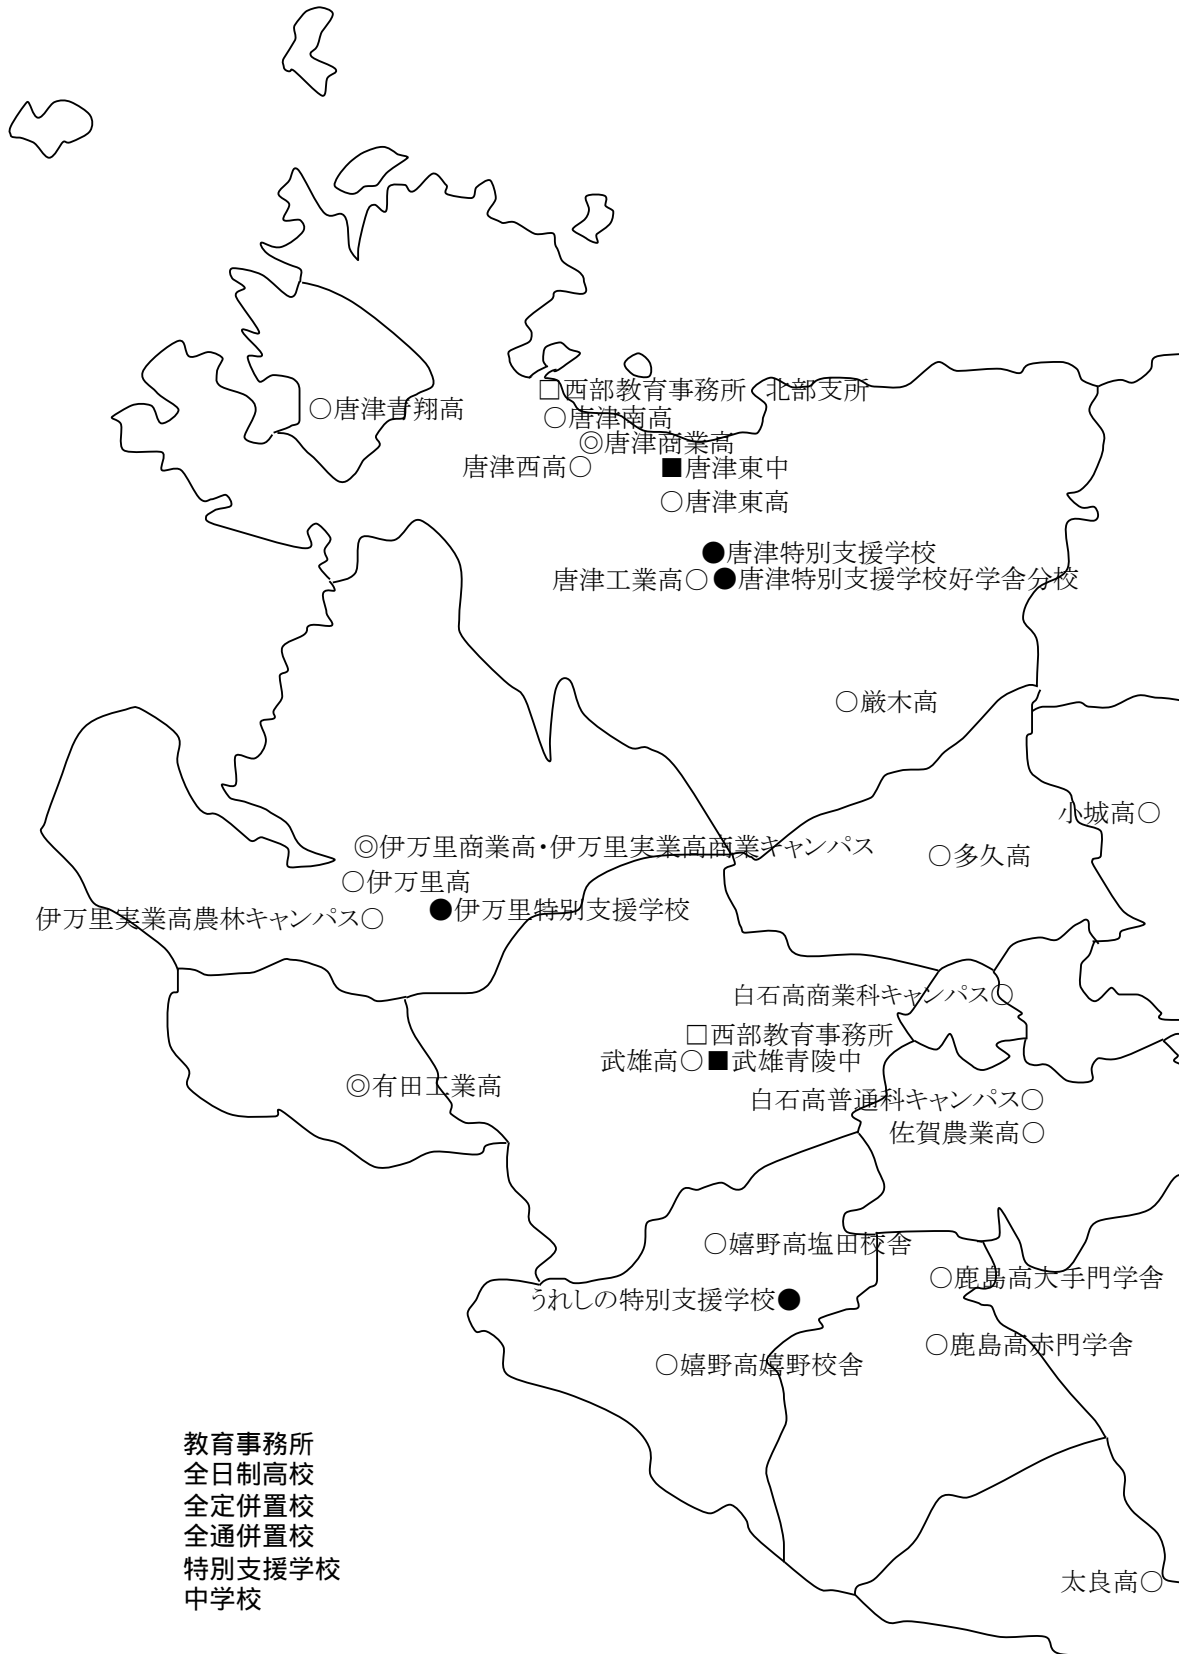 □西部教育事務所 北部支所
○唐津青翔高
○唐津南高
◎唐津商業高
唐津西高○
■唐津東中
○唐津東高
●唐津特別支援学校
唐津工業高○
●唐津特別支援学校好学舎分校
○厳木高
小城高○
◎伊万里商業高・伊万里実業高商業キャンパス
○多久高
○伊万里高
伊万里実業高農林キャンパス○
●伊万里特別支援学校
白石高商業科キャンパス○
□西部教育事務所
武雄高○
■武雄青陵中
◎有田工業高
白石高普通科キャンパス○
佐賀農業高○
○嬉野高塩田校舎
○鹿島高大手門学舎
うれしの特別支援学校●
○鹿島高赤門学舎
○嬉野高嬉野校舎
教育事務所
全日制高校
全定併置校
全通併置校
特別支援学校
中学校
太良高○